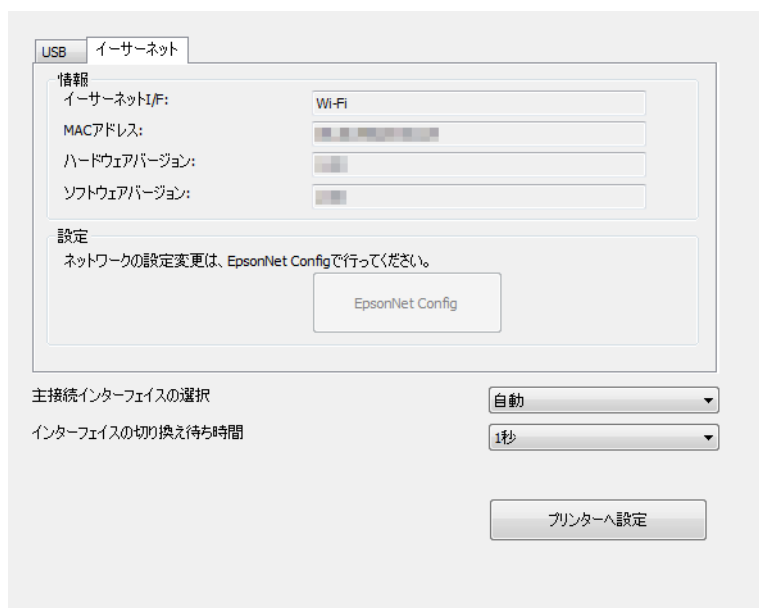 USB
イーサーネット
情報
イーサーネットI/F:
Wi-Fi
MACアドレス:
ハードウェアバージョン:
ソフトウェアバージョン:
設定
ネットワークの設定変更は、EpsonNet Configで行ってください。
EpsonNet Config
主接続インターフェイスの選択
自動
インターフェイスの切り換え待ち時間
1秒
プリンターへ設定